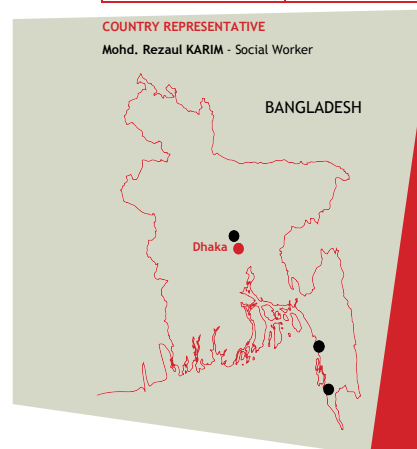 COUNTRY REPRESENTATIVE
Mohd. Rezaul KARIM - Social Worker
BANGLADESH
Dhaka